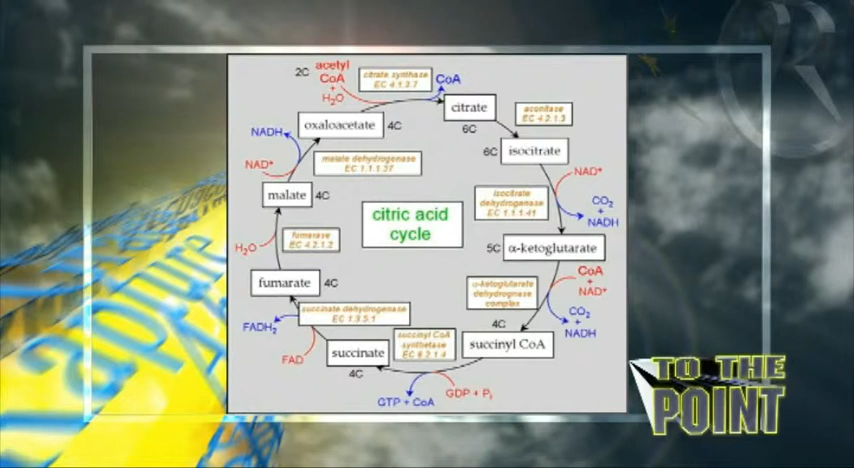 2C
acetyl
CoA
+
H₂O
citrate synthase
EC 4.1.3.7
CoA
citrate
6C
aconitase
EC 4.2.1.3
6C
isocitrate
NAD⁺
isocitrate
dehydrogenase
EC 1.1.1.41
CO₂
+
NADH
5C
α-ketoglutarate
CoA
+
NAD⁺
α-ketoglutarate
dehydrognase
complex
CO₂
+
NADH
4C
succinyl CoA
succinyl CoA
synthetase
EC 6.2.1.4
GDP + Pᵢ
GTP + CoA
succinate
4C
FAD
succinate dehydrogenase
EC 1.3.5.1
FADH₂
fumarate
4C
H₂O
fumarase
EC 4.2.1.2
malate
4C
NAD⁺
malate dehydrogenase
EC 1.1.1.37
NADH
oxaloacetate
4C
citric acid
cycle
TO THE
POINT